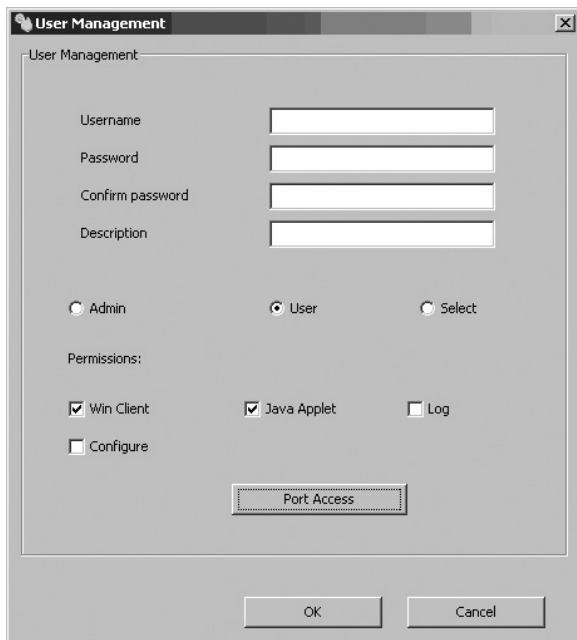 User Management
User Management
Username
Password
Confirm password
Description
Admin User Select
Permissions:
Win Client Java Applet Log
Configure
Port Access
OK Cancel